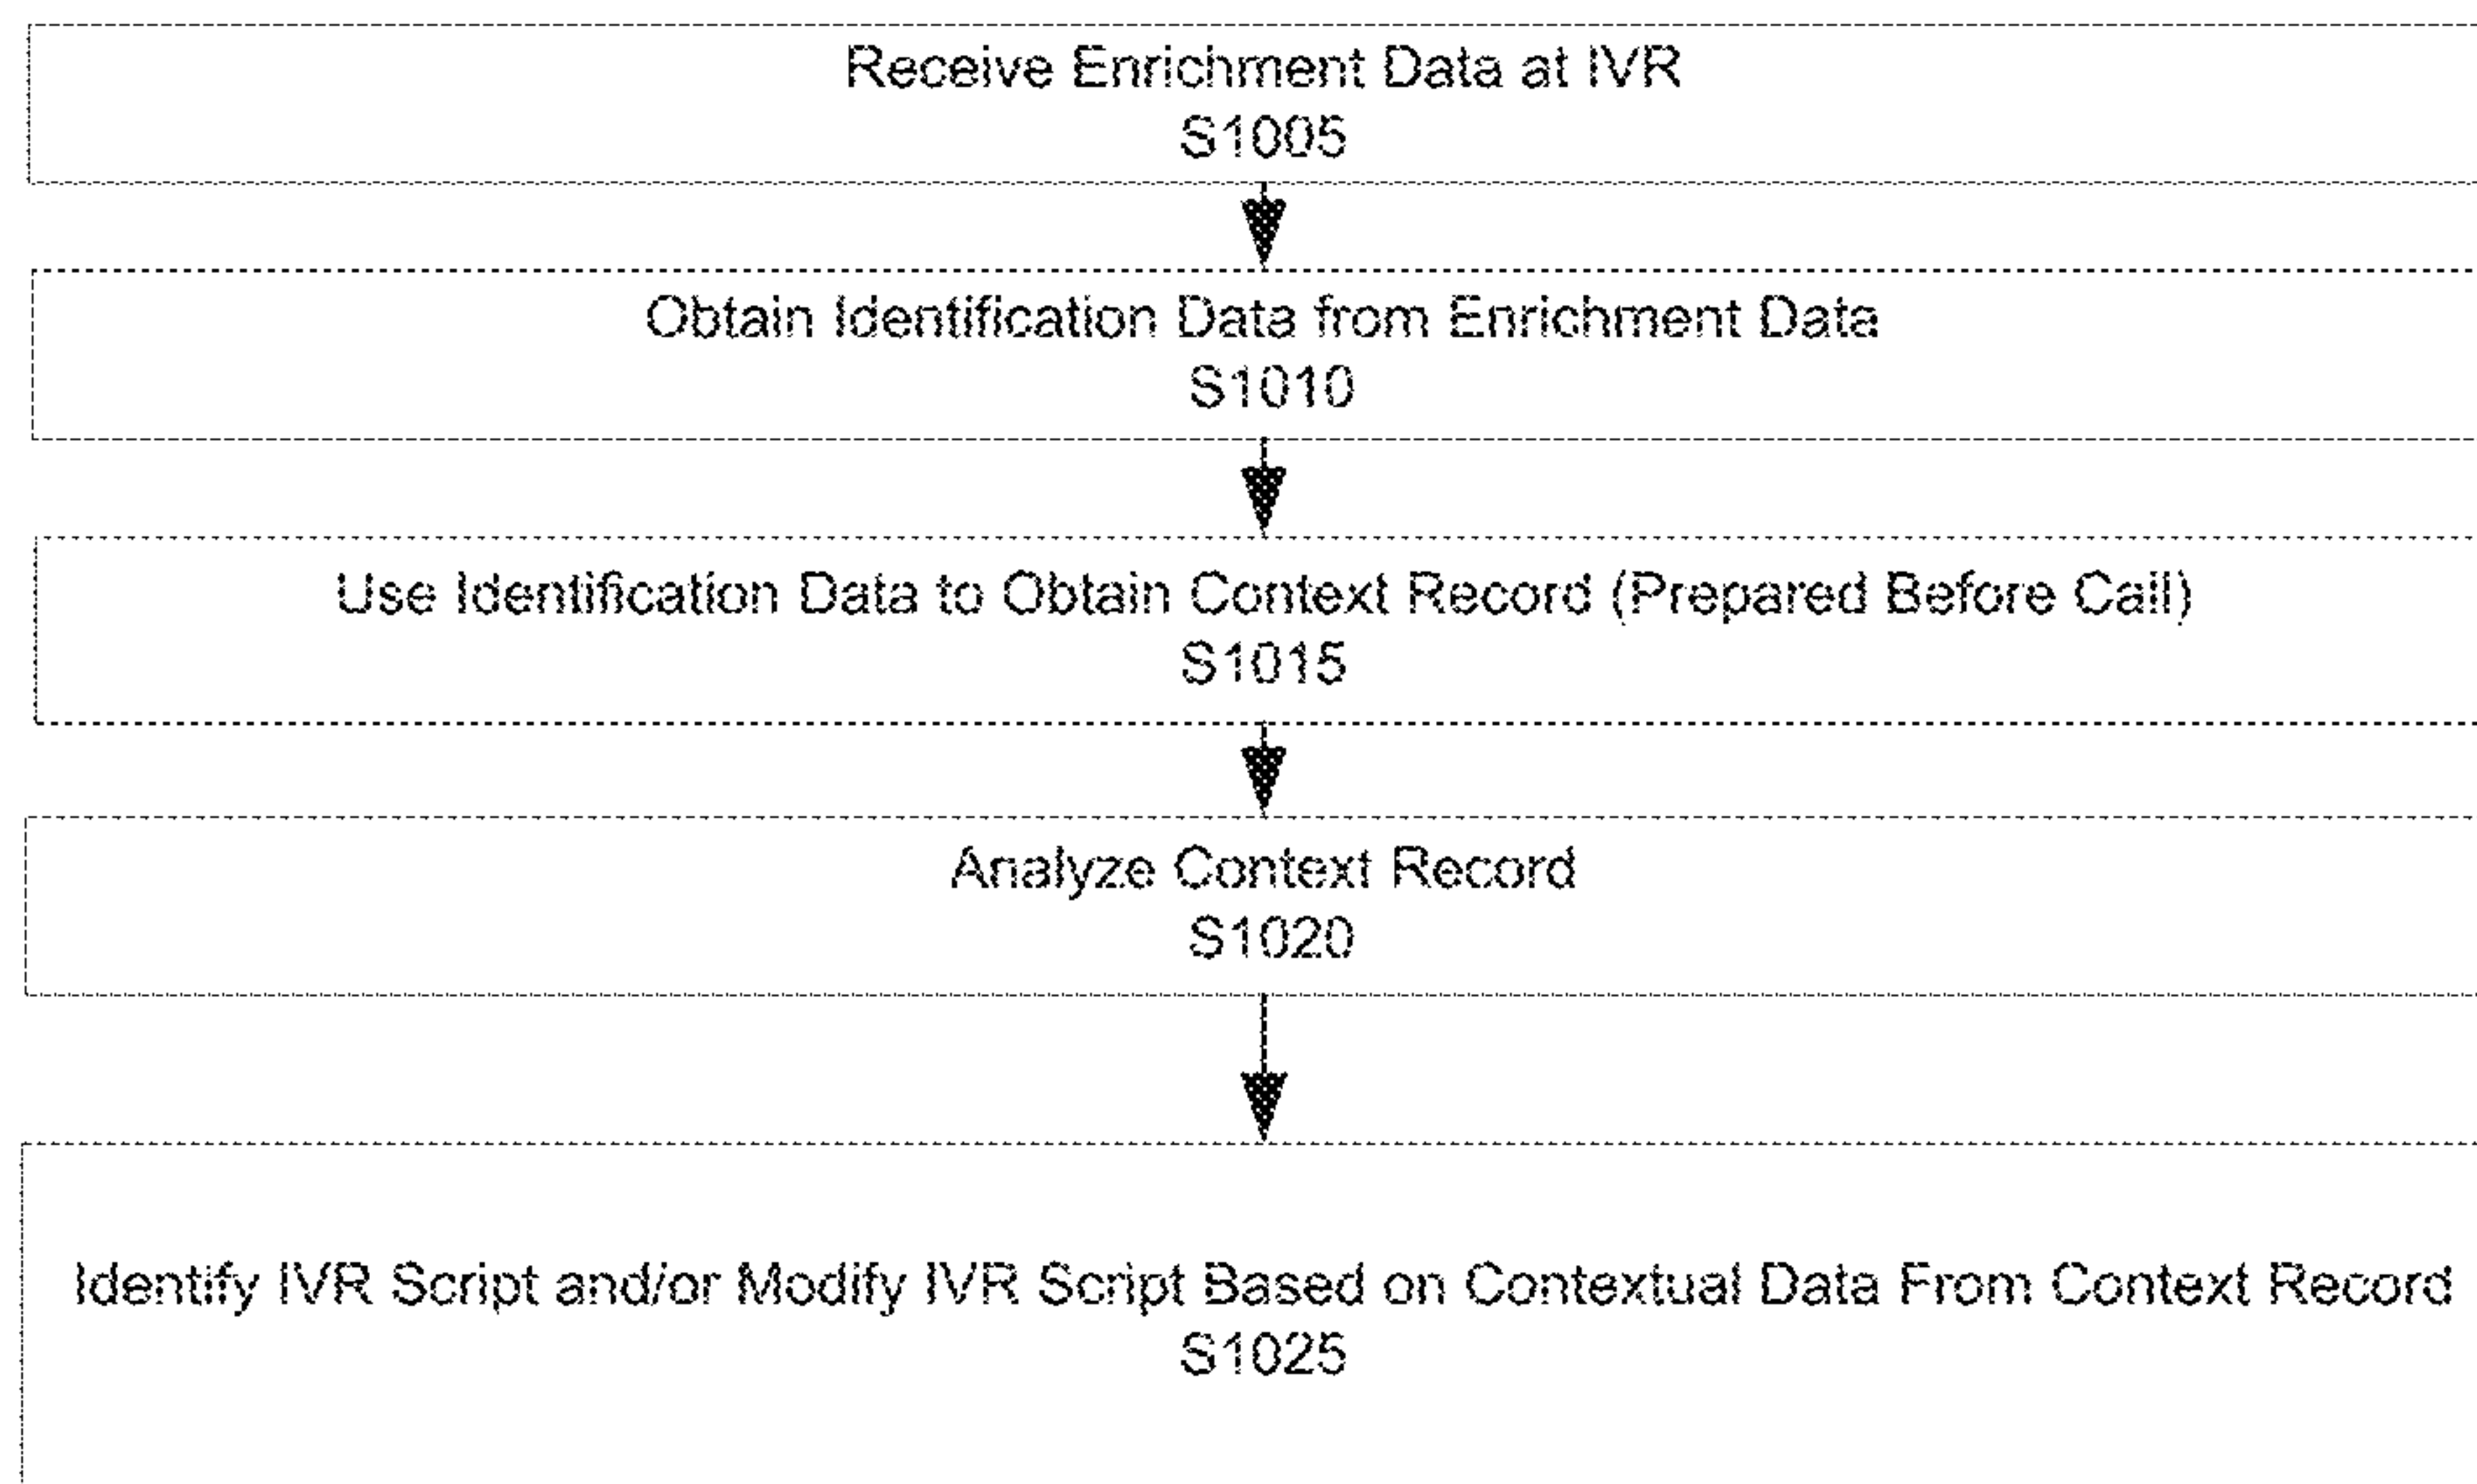 Receive Enrichment Data at IVR
S1005
Obtain Identification Data from Enrichment Data
S1010
Use Identification Data to Obtain Context Record (Prepared Before Call)
S1015
Analyze Context Record
S1020
Identify IVR Script and/or Modify IVR Script Based on Contextual Data From Context Record
S1025